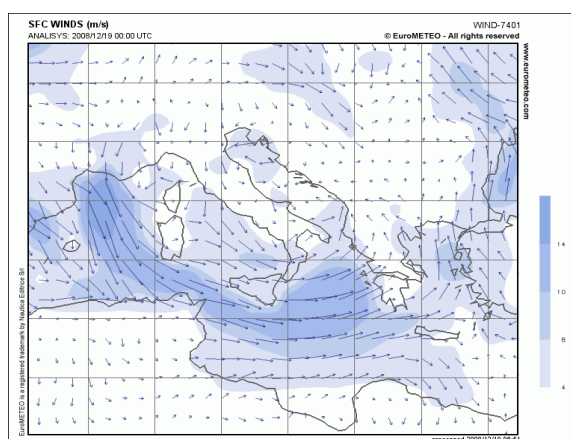 SFC WINDS (m/s)
WIND-7401
ANALISYS: 2008/12/19 00:00 UTC
© EuroMETEO - All rights reserved
www.eurometeo.com
EuroMETEO is a registered trademark by Nautica Editrice Srl
14
10
8
4